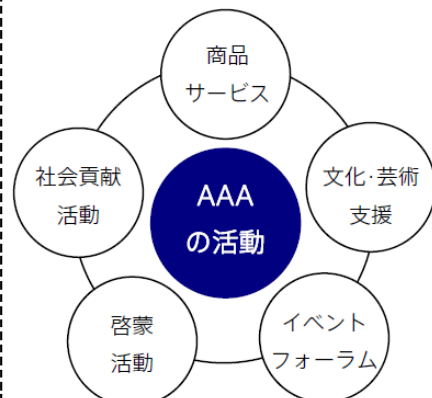 商品
サービス
社会貢献
活動
AAA
の活動
文化･芸術
支援
啓蒙
活動
イベント
フォーラム